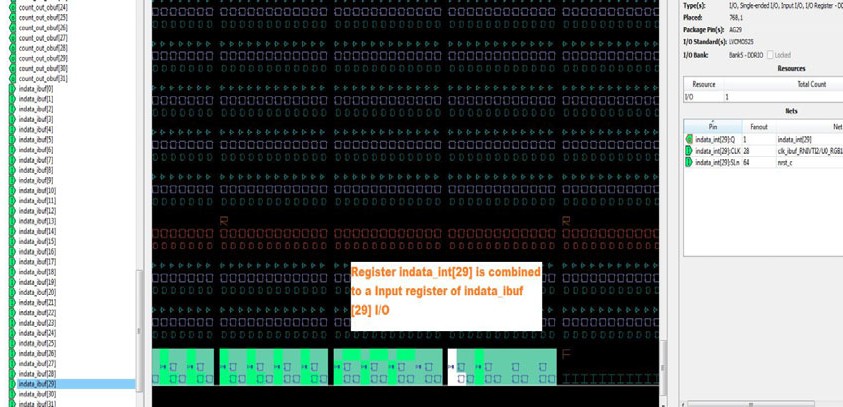 count_out_obuf[24]
count_out_obuf[25]
count_out_obuf[26]
count_out_obuf[27]
count_out_obuf[28]
count_out_obuf[29]
count_out_obuf[30]
count_out_obuf[31]
indata_ibuf[0]
indata_ibuf[1]
indata_ibuf[2]
indata_ibuf[3]
indata_ibuf[4]
indata_ibuf[5]
indata_ibuf[6]
indata_ibuf[7]
indata_ibuf[8]
indata_ibuf[9]
indata_ibuf[10]
indata_ibuf[11]
indata_ibuf[12]
indata_ibuf[13]
indata_ibuf[14]
indata_ibuf[15]
indata_ibuf[16]
indata_ibuf[17]
indata_ibuf[18]
indata_ibuf[19]
indata_ibuf[20]
indata_ibuf[21]
indata_ibuf[22]
indata_ibuf[23]
indata_ibuf[24]
indata_ibuf[25]
indata_ibuf[26]
indata_ibuf[27]
indata_ibuf[28]
indata_ibuf[29]
indata_ibuf[30]
indata_ibuf[31]
Register indata_int[29] is combined
to a Input register of indata_ibuf
[29] I/O
Type(s): I/O, Single-ended I/O, Input I/O, I/O Register - DD
Placed: 768,1
Package Pin(s): AG29
I/O Standard(s): LVCMOS25
I/O Bank: Bank5 - DDRIO Locked
Resources
Resource Total Count
I/O 1
Nets
Pin Fanout Net
indata_int[29]:Q 1 indata_int[29]
indata_int[29]:CLK 28
indata_int[29]:SLn 64 nrst_c